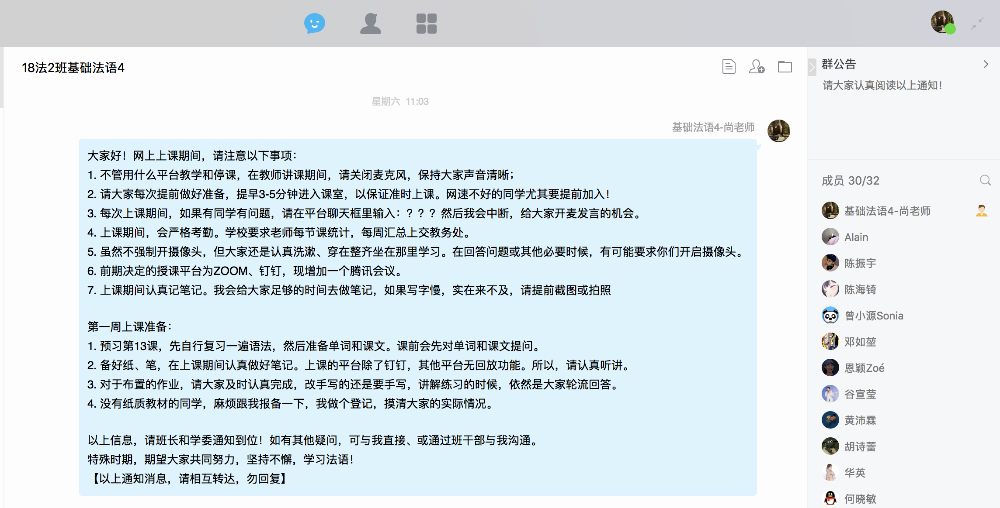 18法2班基础法语4
星期六 11:03
基础法语4-尚老师
大家好！网上上课期间，请注意以下事项：
1. 不管用什么平台教学和停课，在教师讲课期间，请关闭麦克风，保持大家声音清晰；
2. 请大家每次提前做好准备，提早3-5分钟进入课室，以保证准时上课。网速不好的同学尤其要提前加入！
3. 每次上课期间，如果有同学有问题，请在平台聊天框里输入：？？？然后我会中断，给大家开麦发言的机会。
4. 上课期间，会严格考勤。学校要求老师每节课统计，每周汇总上交教务处。
5. 虽然不强制开摄像头，但大家还是认真洗漱、穿在整齐坐在那里学习。在回答问题或其他必要时候，有可能要求你们开启摄像头。
6. 前期决定的授课平台为ZOOM、钉钉，现增加一个腾讯会议。
7. 上课期间认真记笔记。我会给大家足够的时间去做笔记，如果写字慢，实在来不及，请提前截图或拍照
第一周上课准备：
1. 预习第13课，先自行复习一遍语法，然后准备单词和课文。课前会先对单词和课文提问。
2. 备好纸、笔，在上课期间认真做好笔记。上课的平台除了钉钉，其他平台无回放功能。所以，请认真听讲。
3. 对于布置的作业，请大家及时认真完成，改手写的还是要手写，讲解练习的时候，依然是大家轮流回答。
4. 没有纸质教材的同学，麻烦跟我报备一下，我做个登记，摸清大家的实际情况。
以上信息，请班长和学委通知到位！如有其他疑问，可与我直接、或通过班干部与我沟通。
特殊时期，期望大家共同努力，坚持不懈，学习法语！
【以上通知消息，请相互转达，勿回复】
群公告
请大家认真阅读以上通知！
成员 30/32
基础法语4-尚老师
Alain
陈振宇
陈海锜
曾小源Sonia
邓如堃
恩颖Zoé
谷宣莹
黄沛霖
胡诗蕾
华英
何晓敏